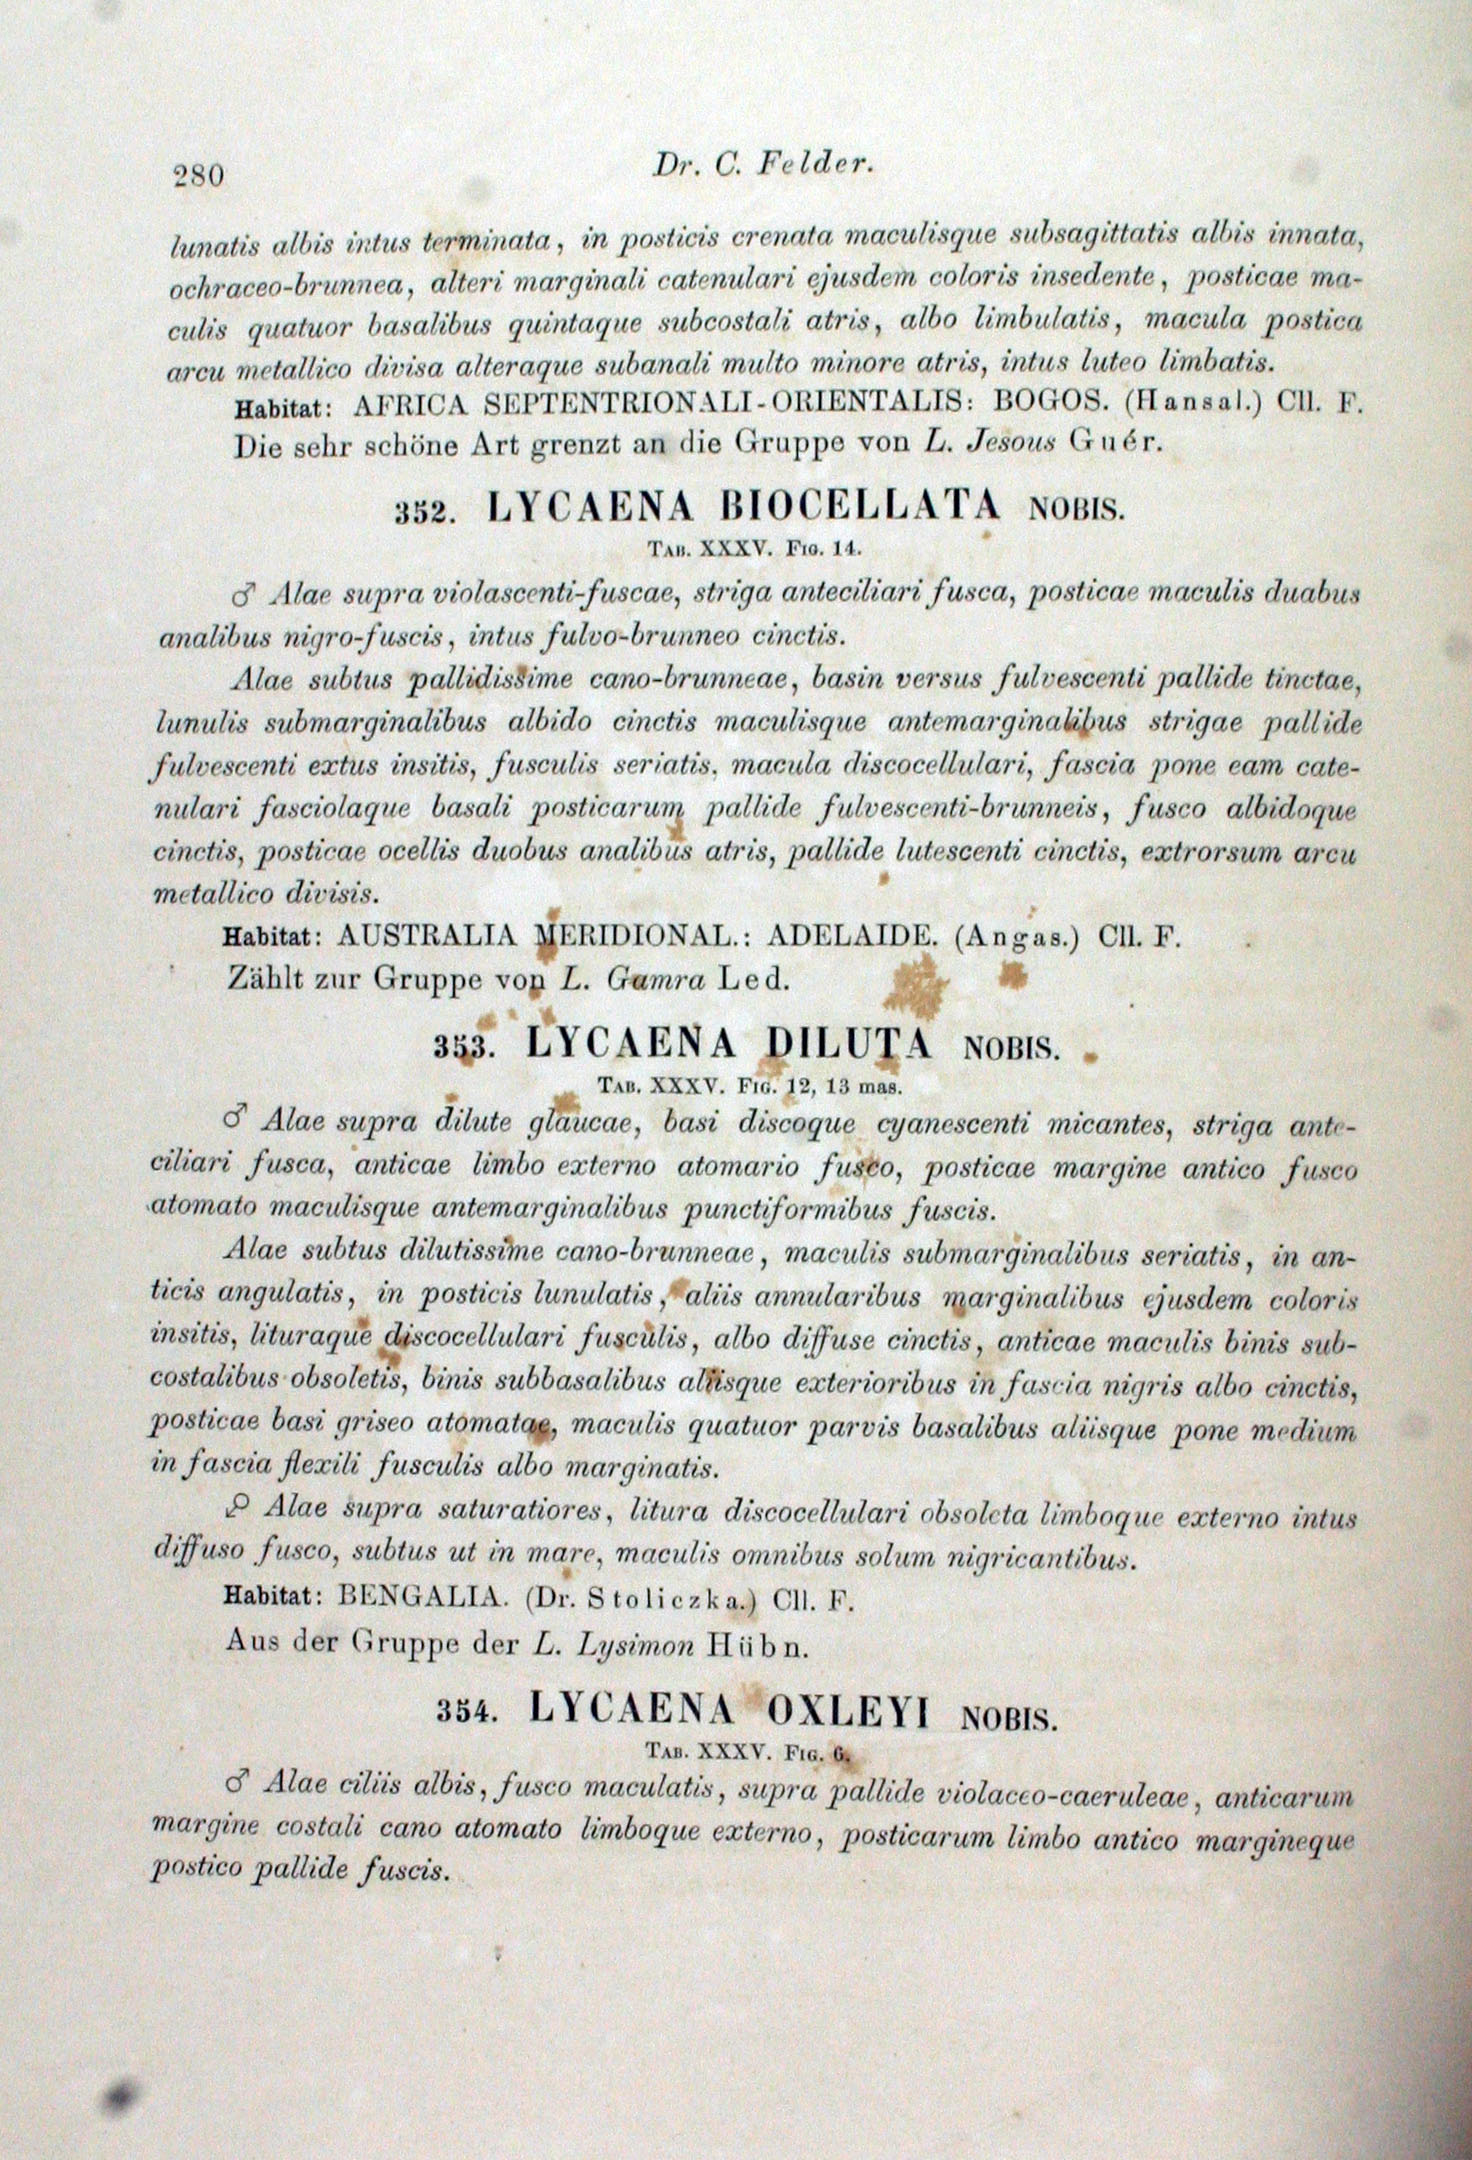 280
Dr. C. Felder.
lunatis albis intus terminata, in posticis crenata maculisque subsagittatis albis innata,
ochraceo-brunnea, alteri marginali catenulari ejusdem coloris insedente, posticae ma-
culis quatuor basalibus quintaque subcostali atris, albo limbulatis, macula postica
arcu metallico divisa alteraque subanali multo minore atris, intus luteo limbatis.
Habitat: AFRICA SEPTENTRIONALI-ORIENTALIS: BOGOS. (Hansal.) Cll. F.
Die sehr schöne Art grenzt an die Gruppe von L. Jesous Guér.
352. LYCAENA BIOCELLATA NOBIS.
TAB. XXXV. FIG. 14.
♂ Alae supra violascenti-fuscae, striga anteciliari fusca, posticae maculis duabus
analibus nigro-fuscis, intus fulvo-brunneo cinctis.
Alae subtus pallidissime cano-brunneae, basin versus fulvescenti pallide tinctae,
lunulis submarginalibus albido cinctis maculisque antemarginalibus strigae pallide
fulvescenti extus insitis, fusculis seriatis, macula discocellulari, fascia pone eam cate-
nulari fasciolaque basali posticarum pallide fulvescenti-brunneis, fusco albidoque
cinctis, posticae ocellis duobus analibus atris, pallide lutescenti cinctis, extrorsum arcu
metallico divisis.
Habitat: AUSTRALIA MERIDIONAL.: ADELAIDE. (Angas.) Cll. F.
Zählt zur Gruppe von L. Gamra Led.
353. LYCAENA DILUTA NOBIS.
TAB. XXXV. FIG. 12, 13 mas.
♂ Alae supra dilute glaucae, basi discoque cyanescenti micantes, striga ante-
ciliari fusca, anticae limbo externo atomario fusco, posticae margine antico fusco
atomato maculisque antemarginalibus punctiformibus fuscis.
Alae subtus dilutissime cano-brunneae, maculis submarginalibus seriatis, in an-
ticis angulatis, in posticis lunulatis, aliis annularibus marginalibus ejusdem coloris
insitis, lituraque discocellulari fusculis, albo diffuse cinctis, anticae maculis binis sub-
costalibus obsoletis, binis subbasalibus aliisque exterioribus in fascia nigris albo cinctis,
posticae basi griseo atomatae, maculis quatuor parvis basalibus aliisque pone medium
in fascia flexili fusculis albo marginatis.
♀ Alae supra saturatiores, litura discocellulari obsoleta limboque externo intus
diffuso fusco, subtus ut in mare, maculis omnibus solum nigricantibus.
Habitat: BENGALIA. (Dr. Stoliczka.) Cll. F.
Aus der Gruppe der L. Lysimon Hübn.
354. LYCAENA OXLEYI NOBIS.
TAB. XXXV. FIG. 6.
♂ Alae ciliis albis, fusco maculatis, supra pallide violaceo-caeruleae, anticarum
margine costali cano atomato limboque externo, posticarum limbo antico margineque
postico pallide fuscis.